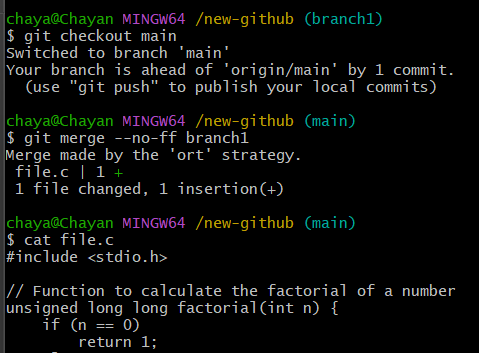 chaya@Chayan MINGW64 /new-github (branch1)
$ git checkout main
Switched to branch 'main'
Your branch is ahead of 'origin/main' by 1 commit.
  (use "git push" to publish your local commits)

chaya@Chayan MINGW64 /new-github (main)
$ git merge --no-ff branch1
Merge made by the 'ort' strategy.
 file.c | 1 +
 1 file changed, 1 insertion(+)

chaya@Chayan MINGW64 /new-github (main)
$ cat file.c
#include <stdio.h>

// Function to calculate the factorial of a number
unsigned long long factorial(int n) {
    if (n == 0)
        return 1;